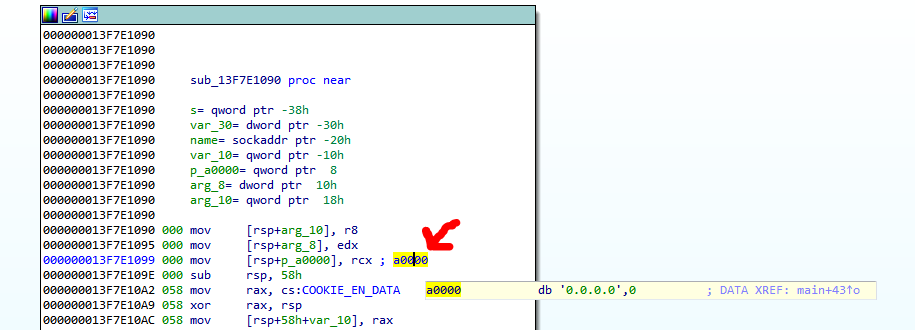 000000013F7E1090
000000013F7E1090
000000013F7E1090
000000013F7E1090 sub_13F7E1090 proc near
000000013F7E1090
000000013F7E1090 s= qword ptr -38h
000000013F7E1090 var_30= dword ptr -30h
000000013F7E1090 name= sockaddr ptr -20h
000000013F7E1090 var_10= qword ptr -10h
000000013F7E1090 p_a0000= qword ptr  8
000000013F7E1090 arg_8= dword ptr  10h
000000013F7E1090 arg_10= qword ptr  18h
000000013F7E1090
000000013F7E1090 000 mov     [rsp+arg_10], r8
000000013F7E1095 000 mov     [rsp+arg_8], edx
000000013F7E1099 000 mov     [rsp+p_a0000], rcx ; a0000
000000013F7E109E 000 sub     rsp, 58h
000000013F7E10A2 058 mov     rax, cs:COOKIE_EN_DATA a0000 db '0.0.0.0',0 ; DATA XREF: main+43↑o
000000013F7E10A9 058 xor     rax, rsp
000000013F7E10AC 058 mov     [rsp+58h+var_10], rax